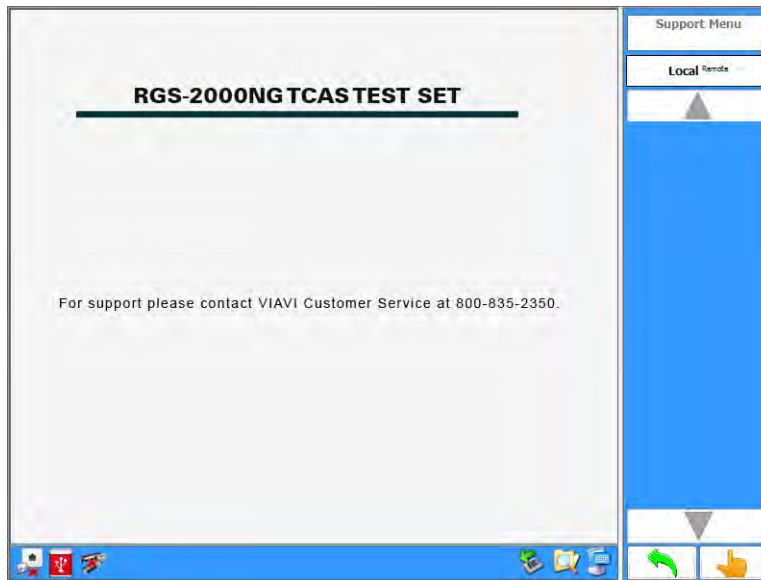 Support Menu
Local Remote
RGS-2000NG TCAS TEST SET
For support please contact VIAVI Customer Service at 800-835-2350.